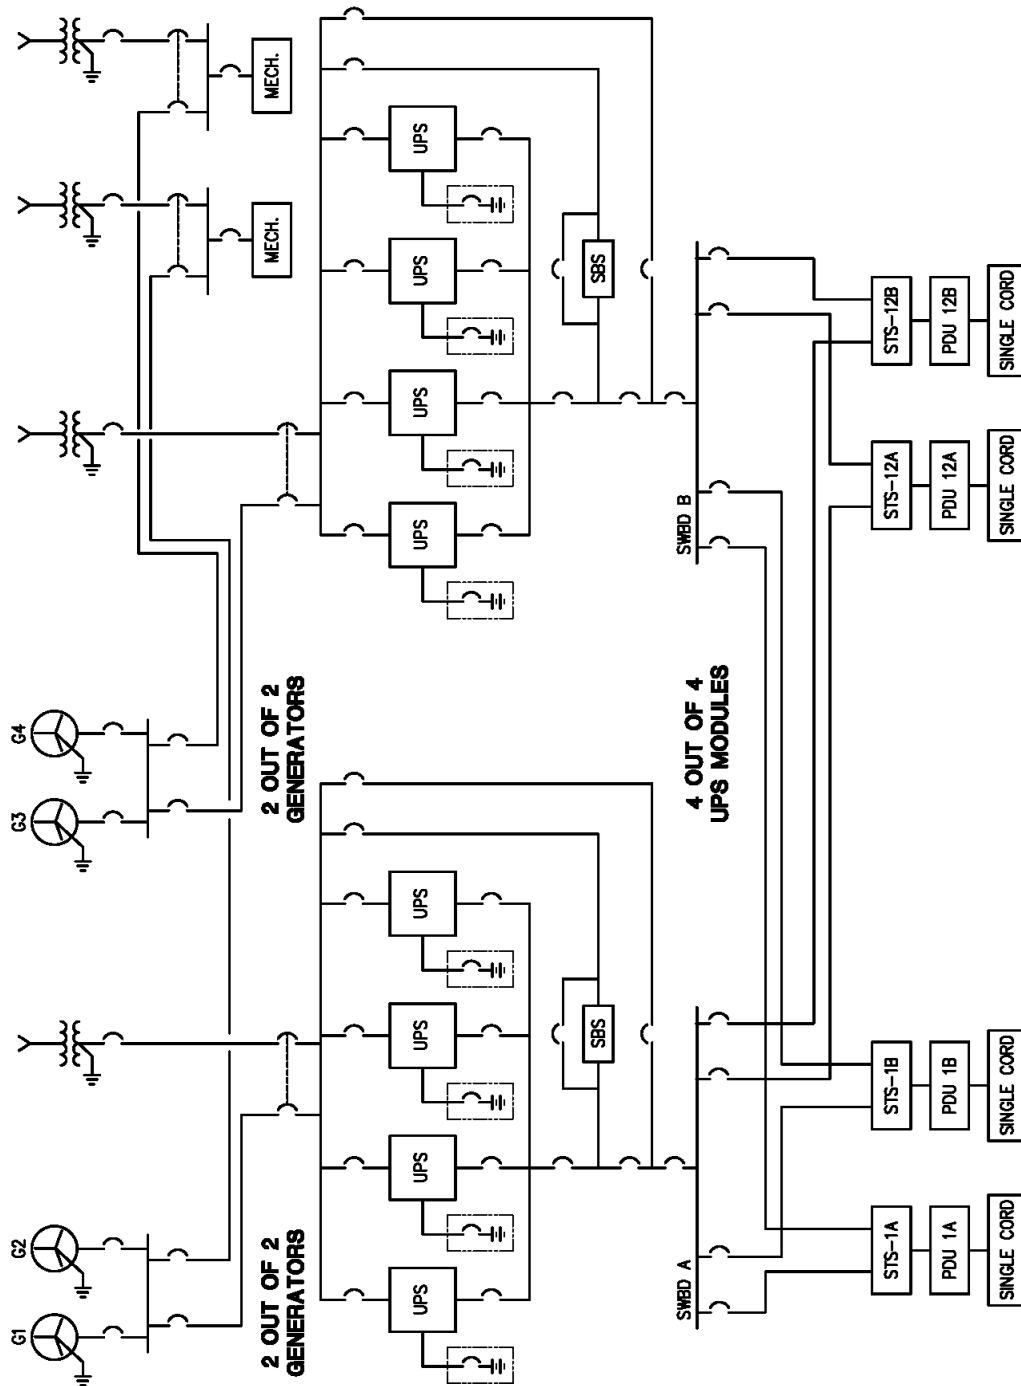 G1
G2
G3
G4
MECH.
MECH.
2 OUT OF 2
GENERATORS
2 OUT OF 2
GENERATORS
UPS
UPS
UPS
UPS
UPS
UPS
UPS
UPS
SBS
SBS
4 OUT OF 4
UPS MODULES
SWBD A
SWBD B
STS-1A
STS-1B
STS-12A
STS-12B
PDU 1A
PDU 1B
PDU 12A
PDU 12B
SINGLE CORD
SINGLE CORD
SINGLE CORD
SINGLE CORD